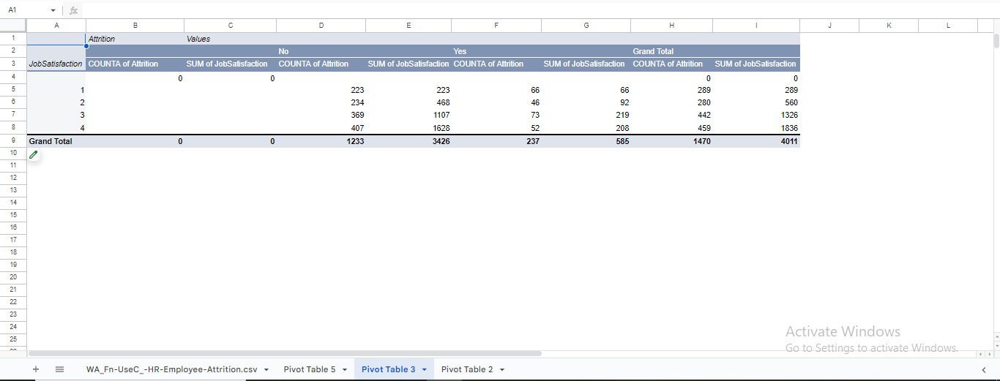 A1 fx
A B C D E F G H I J K L
1 Attrition Values
2 No Yes Grand Total
3 JobSatisfaction COUNTA of Attrition SUM of JobSatisfaction COUNTA of Attrition SUM of JobSatisfaction COUNTA of Attrition SUM of JobSatisfaction COUNTA of Attrition SUM of JobSatisfaction
4 0 0 0 0
5 1 223 223 66 66 289 289
6 2 234 468 46 92 280 560
7 3 369 1107 73 219 442 1326
8 4 407 1628 52 208 459 1836
9 Grand Total 0 0 1233 3426 237 585 1470 4011
10
11
12
13
14
15
16
17
18
19
20
21
22
23
24
25
Activate Windows
Go to Settings to activate Windows.
WA_Fn-UseC_-HR-Employee-Attrition.csv Pivot Table 5 Pivot Table 3 Pivot Table 2